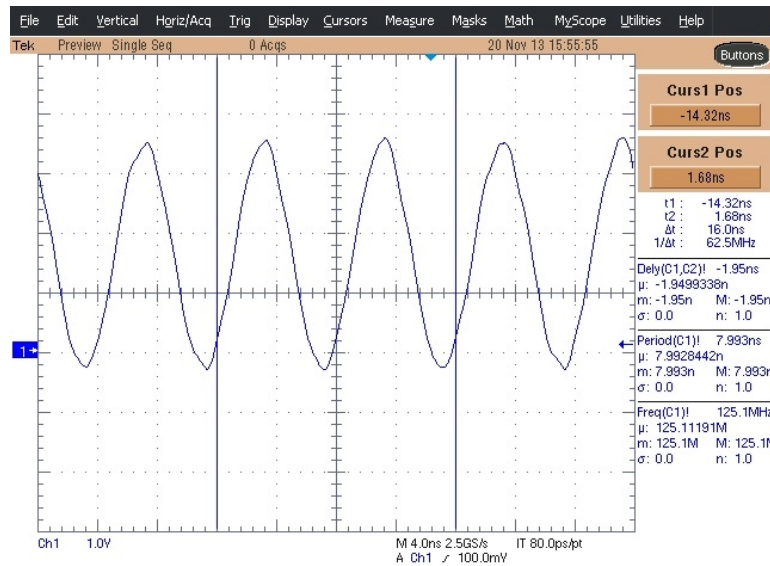 File Edit Vertical Horiz/Acq Trig Display Cursors Measure Masks Math MyScope Utilities Help
Tek Preview Single Seq 0 Acqs 20 Nov 13 15:55:55
Buttons
Curs1 Pos
-14.32ns
Curs2 Pos
1.68ns
t1 : -14.32ns
t2 : 1.68ns
Δt : 16.0ns
1/Δt : 62.5MHz
Dely(C1,C2)! -1.95ns
μ: -1.9499338n
m: -1.95n M: -1.95n
σ: 0.0 n: 1.0
1
Period(C1)! 7.993ns
μ: 7.9928442n
m: 7.993n M: 7.993n
σ: 0.0 n: 1.0
Freq(C1)! 125.1MHz
μ: 125.11191M
m: 125.1M M: 125.1M
σ: 0.0 n: 1.0
Ch1 1.0V M 4.0ns 2.5GS/s IT 80.0ps/pt
A Ch1 100.0mV